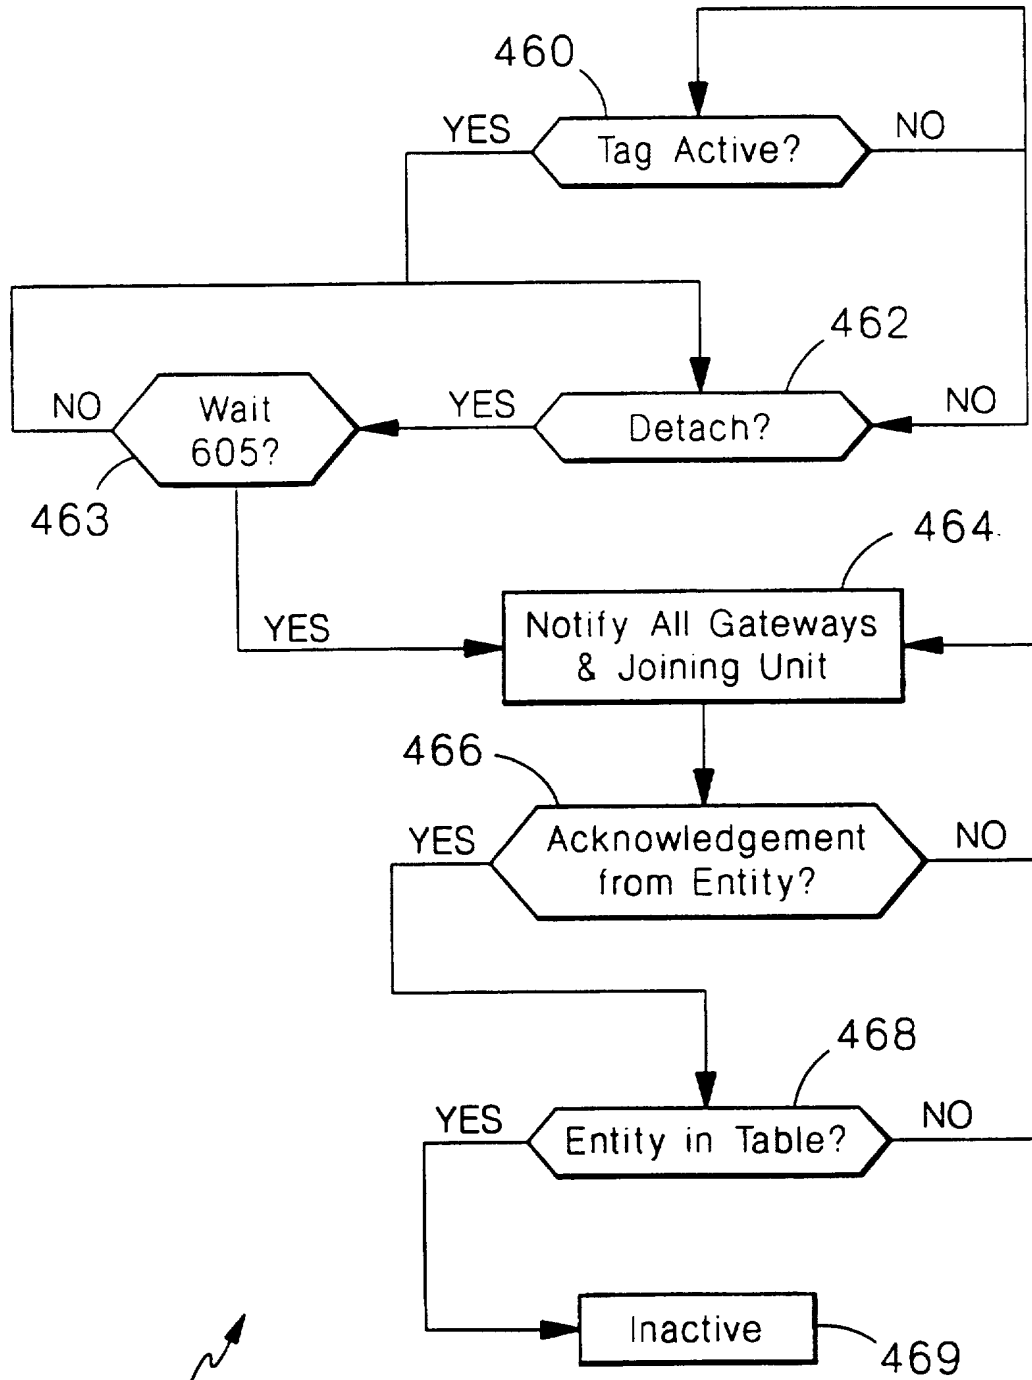 460
YES
Tag Active?
NO
462
NO
Wait
605?
YES
Detach?
NO
463
464
YES
Notify All Gateways
& Joining Unit
466
YES
Acknowledgement
from Entity?
NO
468
YES
Entity in Table?
NO
Inactive
469